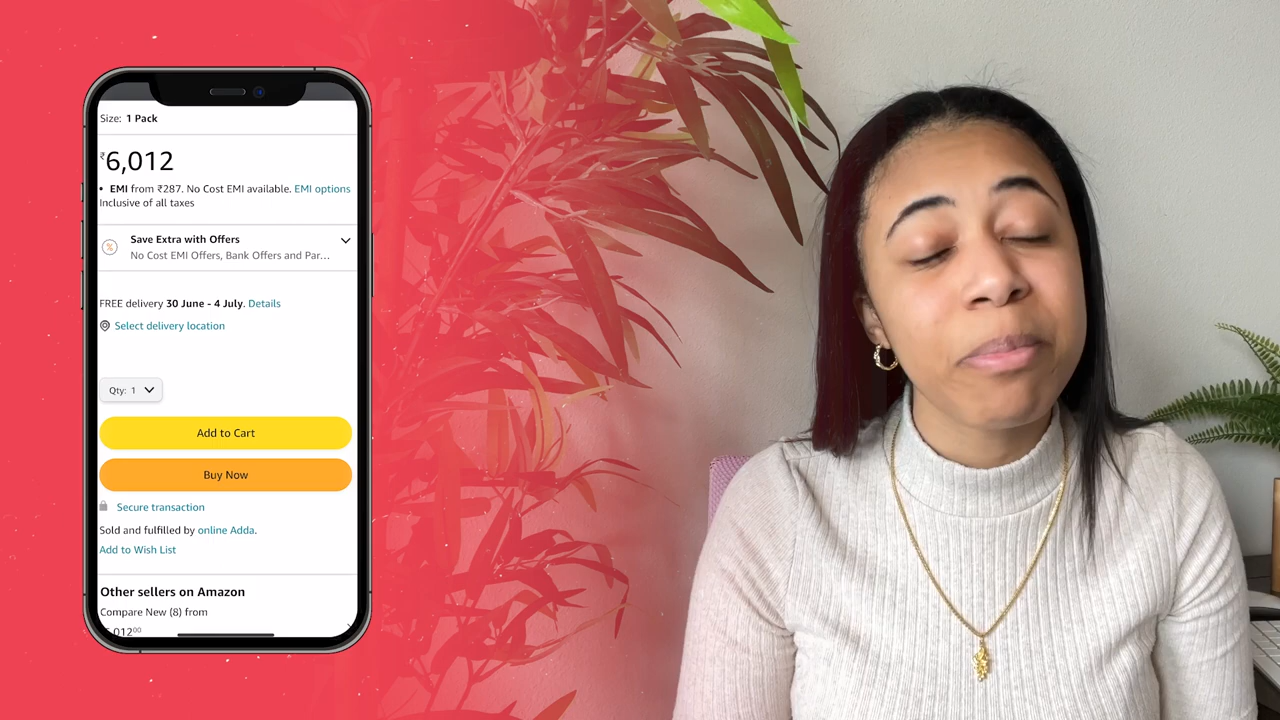 Size: 1 Pack
₹6,012
• EMI from ₹287. No Cost EMI available. EMI options
Inclusive of all taxes
%
Save Extra with Offers
No Cost EMI Offers, Bank Offers and Par...
FREE delivery 30 June - 4 July. Details
Select delivery location
Qty: 1
Add to Cart
Buy Now
Secure transaction
Sold and fulfilled by online Adda.
Add to Wish List
Other sellers on Amazon
Compare New (8) from
012⁰⁰